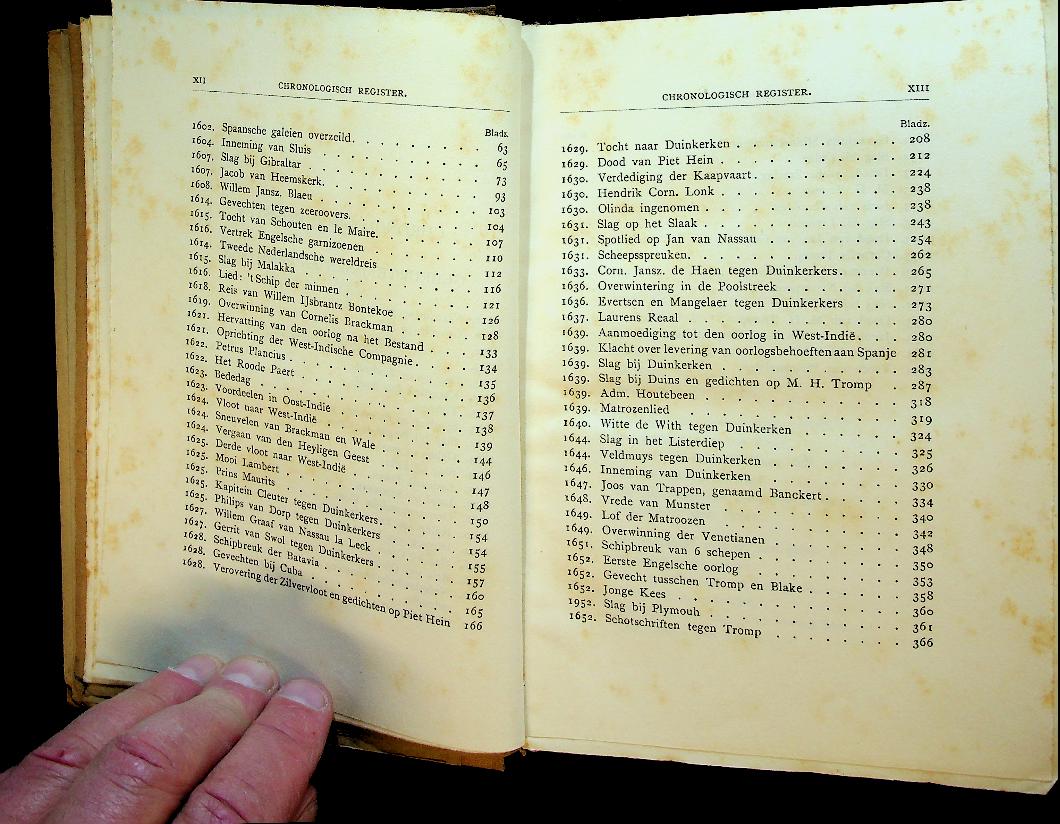 XII
CHRONOLOGISCH REGISTER.
Bladz.
1602. Spaansche galeien overzeild. . . . . . . . . 63
1604. Inneming van Sluis . . . . . . . . . . 65
1607. Slag bij Gibraltar . . . . . . . . . . 73
1607. Jacob van Heemskerk. . . . . . . . . . 93
1608. Willem Jansz. Blaeu . . . . . . . . . 103
1614. Gevechten tegen zeeroovers. . . . . . . . 104
1615. Tocht van Schouten en le Maire. . . . . . . 107
1616. Vertrek Engelsche garnizoenen . . . . . . . 110
1614. Tweede Nederlandsche wereldreis . . . . . . 112
1615. Slag bij Malakka . . . . . . . . . . 116
1616. Lied: 't Schip der minnen . . . . . . . . 121
1618. Reis van Willem IJsbrantz Bontekoe . . . . . 126
1619. Overwinning van Cornelis Brackman . . . . . 128
1621. Hervatting van den oorlog na het Bestand . . . 133
1621. Oprichting der West-Indische Compagnie. . . . 134
1622. Petrus Plancius . . . . . . . . . . . 135
1622. Het Roode Paert . . . . . . . . . . 136
1623. Bededag . . . . . . . . . . . . 137
1623. Voordeelen in Oost-Indië . . . . . . . . 138
1624. Vloot naar West-Indië . . . . . . . . . 139
1624. Sneuvelen van Brackman en Wale . . . . . . 144
1624. Vergaan van den Heyligen Geest . . . . . . 146
1625. Derde vloot naar West-Indië . . . . . . . 147
1625. Mooi Lambert . . . . . . . . . . . 148
1625. Prins Maurits . . . . . . . . . . . 150
1625. Kapitein Cleuter tegen Duinkerkers. . . . . . 154
1625. Philips van Dorp tegen Duinkerkers . . . . . 154
1627. Willem Graaf van Nassau la Leck . . . . . . 155
1627. Gerrit van Swol tegen Duinkerkers . . . . . . 157
1628. Schipbreuk der Batavia . . . . . . . . . 160
1628. Gevechten bij Cuba . . . . . . . . . . 165
1628. Verovering der Zilvervloot en gedichten op Piet Hein 166
CHRONOLOGISCH REGISTER.
XIII
Bladz.
1629. Tocht naar Duinkerken . . . . . . . . . 208
1629. Dood van Piet Hein . . . . . . . . . . 212
1630. Verdediging der Kaapvaart. . . . . . . . . 224
1630. Hendrik Corn. Lonk . . . . . . . . . . 238
1630. Olinda ingenomen . . . . . . . . . . . 238
1631. Slag op het Slaak . . . . . . . . . . . 243
1631. Spotlied op Jan van Nassau . . . . . . . . 254
1631. Scheepsspreuken. . . . . . . . . . . . 262
1633. Corn. Jansz. de Haen tegen Duinkerkers. . . . 265
1636. Overwintering in de Poolstreek . . . . . . . 271
1636. Evertsen en Mangelaer tegen Duinkerkers . . . 273
1637. Laurens Reaal . . . . . . . . . . . . 280
1639. Aanmoediging tot den oorlog in West-Indië. . . 280
1639. Klacht over levering van oorlogsbehoeften aan Spanje 281
1639. Slag bij Duinkerken . . . . . . . . . . 283
1639. Slag bij Duins en gedichten op M. H. Tromp . . 287
1639. Adm. Houtebeen . . . . . . . . . . . 318
1639. Matrozenlied . . . . . . . . . . . . 319
1640. Witte de With tegen Duinkerken . . . . . . 324
1644. Slag in het Listerdiep . . . . . . . . . 325
1644. Veldmuys tegen Duinkerken . . . . . . . 326
1646. Inneming van Duinkerken . . . . . . . . 330
1647. Joos van Trappen, genaamd Banckert. . . . . 334
1648. Vrede van Munster . . . . . . . . . . 340
1649. Lof der Matroozen . . . . . . . . . . 342
1649. Overwinning der Venetianen . . . . . . . 348
1651. Schipbreuk van 6 schepen . . . . . . . . 350
1652. Eerste Engelsche oorlog . . . . . . . . 353
1652. Gevecht tusschen Tromp en Blake . . . . . . 358
1652. Jonge Kees . . . . . . . . . . . . 360
1952. Slag bij Plymouh . . . . . . . . . . 361
1652. Schotschriften tegen Tromp . . . . . . . 366